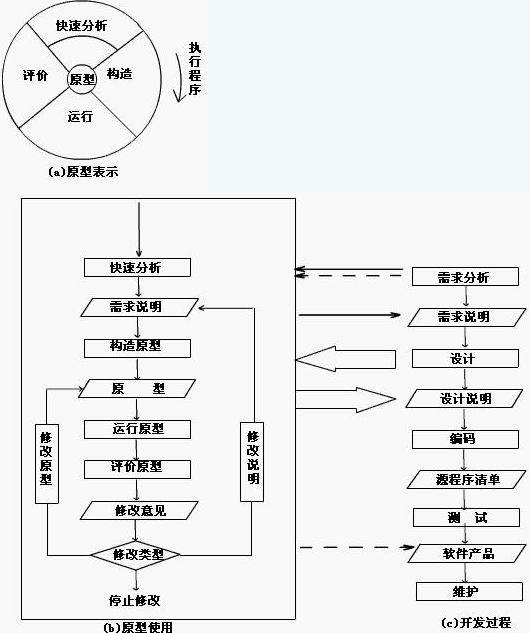 快速分析
评价
原型
构造
运行
执行程序
(a)原型表示
快速分析
需求说明
构造原型
原 型
运行原型
评价原型
修改意见
修改类型
停止修改
修改原型
修改说明
(b)原型使用
需求分析
需求说明
设计
设计说明
编码
源程序清单
测 试
软件产品
维护
(c)开发过程